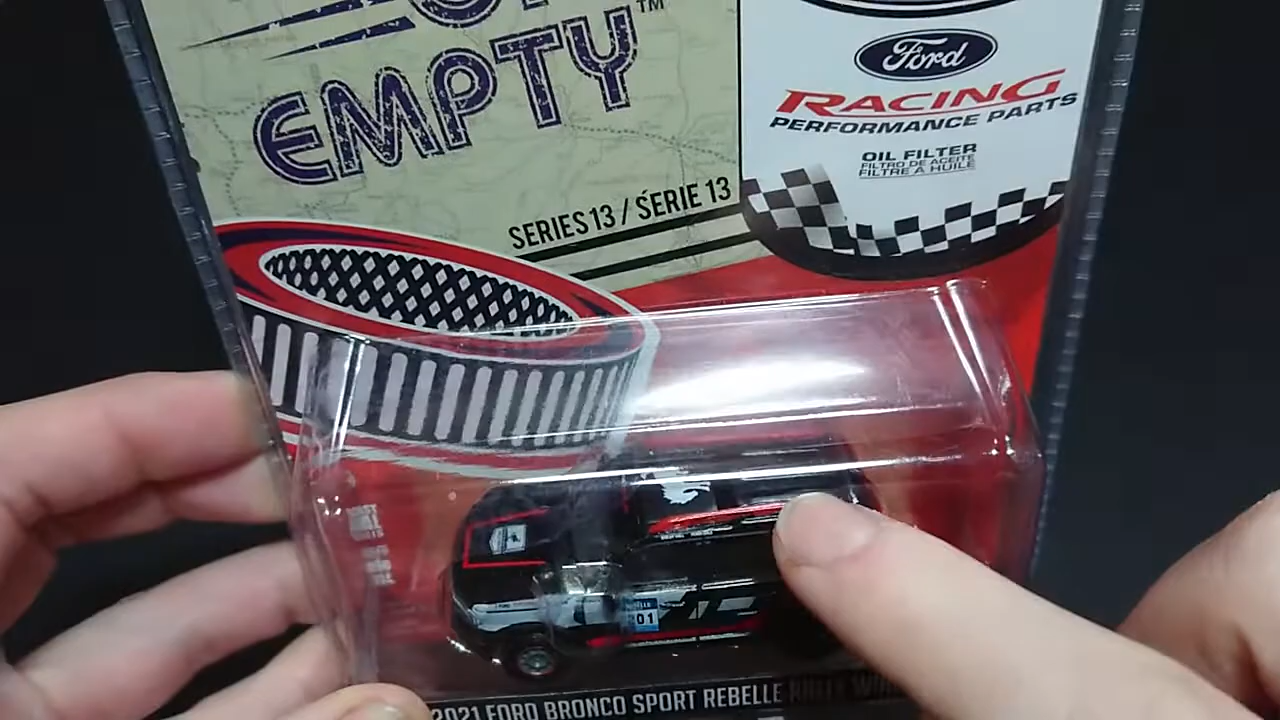 EMPTY™
SERIES 13 / SÉRIE 13
Ford
RACING
PERFORMANCE PARTS
OIL FILTER
FILTRO DE ACEITE
FILTRE À HUILE
01
2021 FORD BRONCO SPORT REBELLE